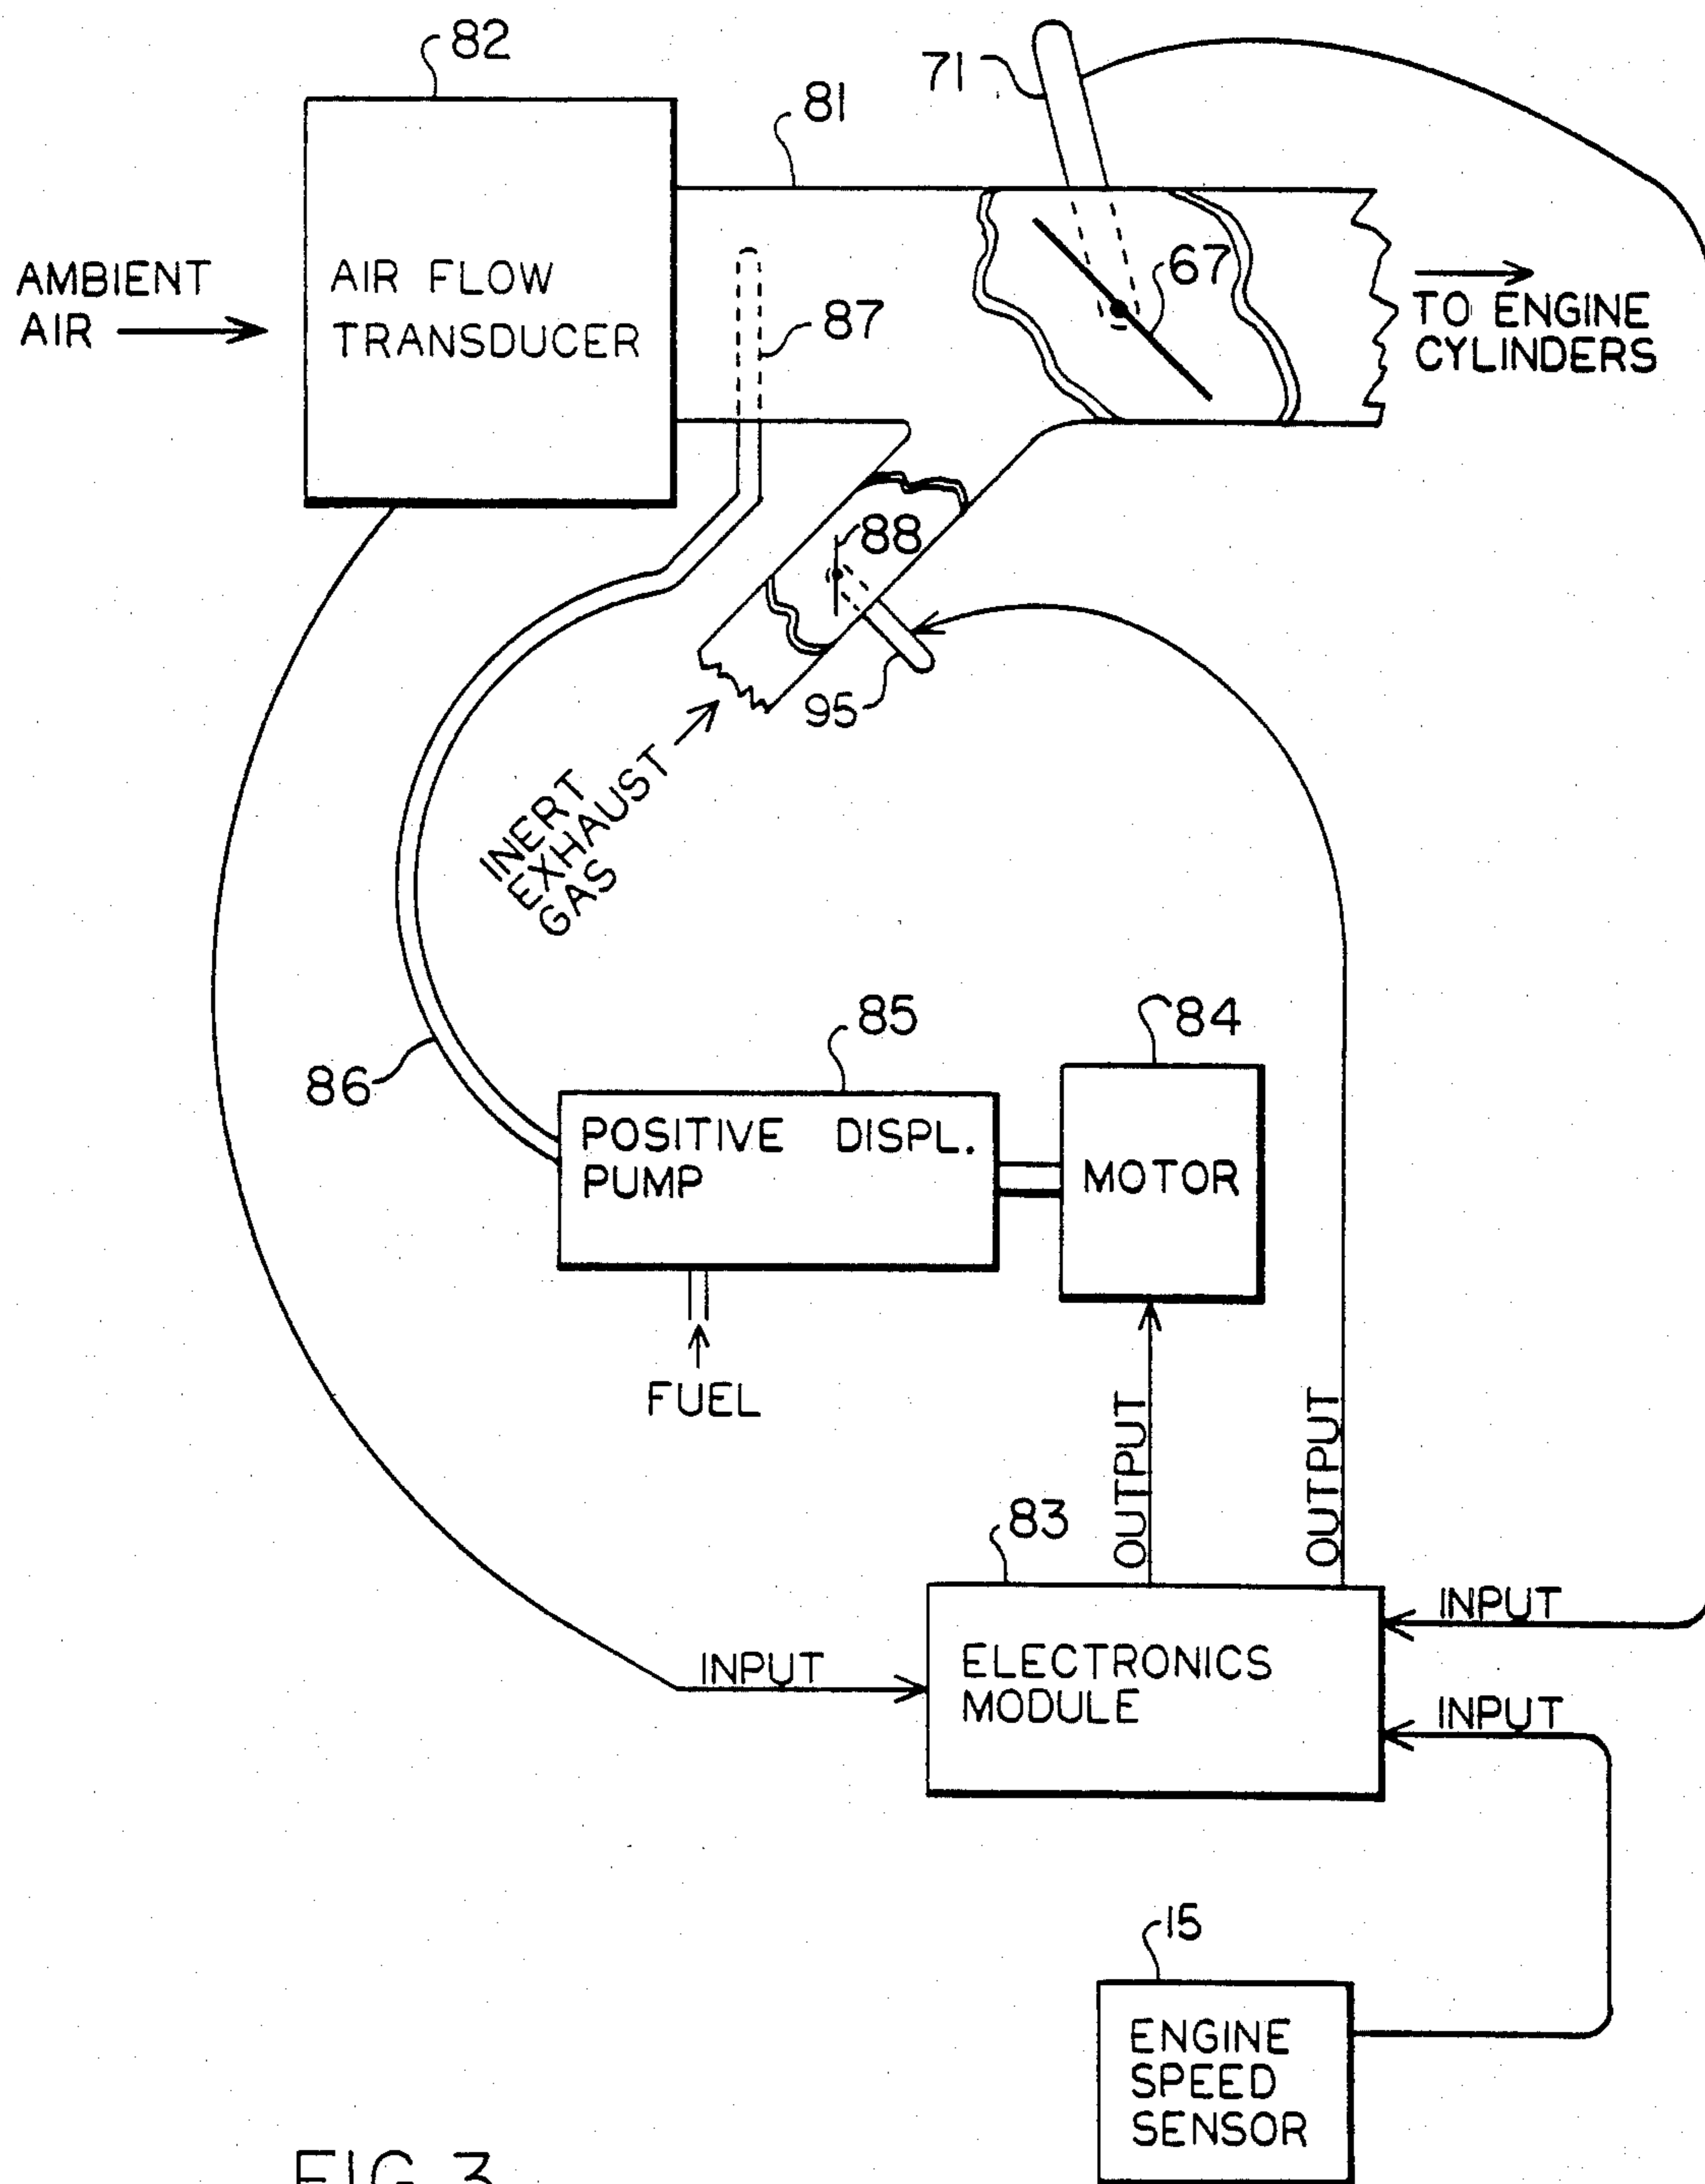 82
81
71
AMBIENT
AIR
AIR FLOW
TRANSDUCER
87
67
TO ENGINE
CYLINDERS
88
95
INERT
EXHAUST
GAS
86
85
84
POSITIVE DISPL.
PUMP
MOTOR
FUEL
OUTPUT
OUTPUT
83
INPUT
INPUT
ELECTRONICS
MODULE
INPUT
15
ENGINE
SPEED
SENSOR
FIG. 3